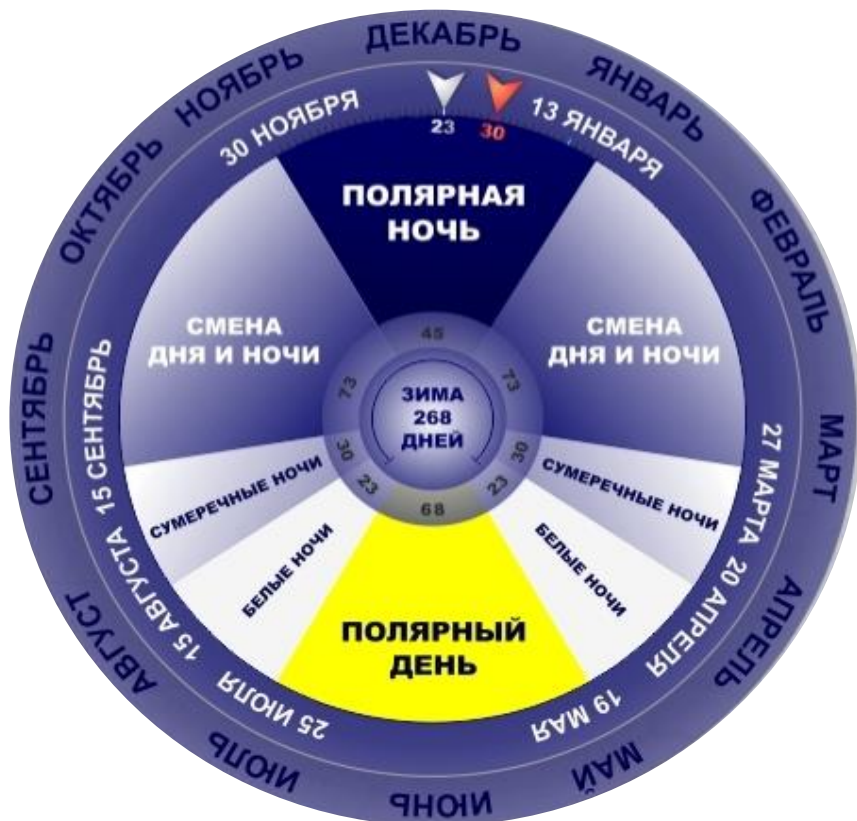 ДЕКАБРЬ
ЯНВАРЬ
ФЕВРАЛЬ
МАРТ
АПРЕЛЬ
МАЙ
ИЮНЬ
ИЮЛЬ
АВГУСТ
СЕНТЯБРЬ
ОКТЯБРЬ
НОЯБРЬ
30 НОЯБРЯ
23
30
13 ЯНВАРЯ
27 МАРТА
20 АПРЕЛЯ
19 МАЯ
25 ИЮЛЯ
15 АВГУСТА
15 СЕНТЯБРЬ
ПОЛЯРНАЯ
НОЧЬ
СМЕНА
ДНЯ И НОЧИ
СМЕНА
ДНЯ И НОЧИ
СУМЕРЕЧНЫЕ НОЧИ
СУМЕРЕЧНЫЕ НОЧИ
БЕЛЫЕ НОЧИ
БЕЛЫЕ НОЧИ
ПОЛЯРНЫЙ
ДЕНЬ
45
73
30
23
68
23
30
73
ЗИМА
268
ДНЕЙ